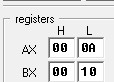 registers
H L
AX 00 0A
BX 00 10